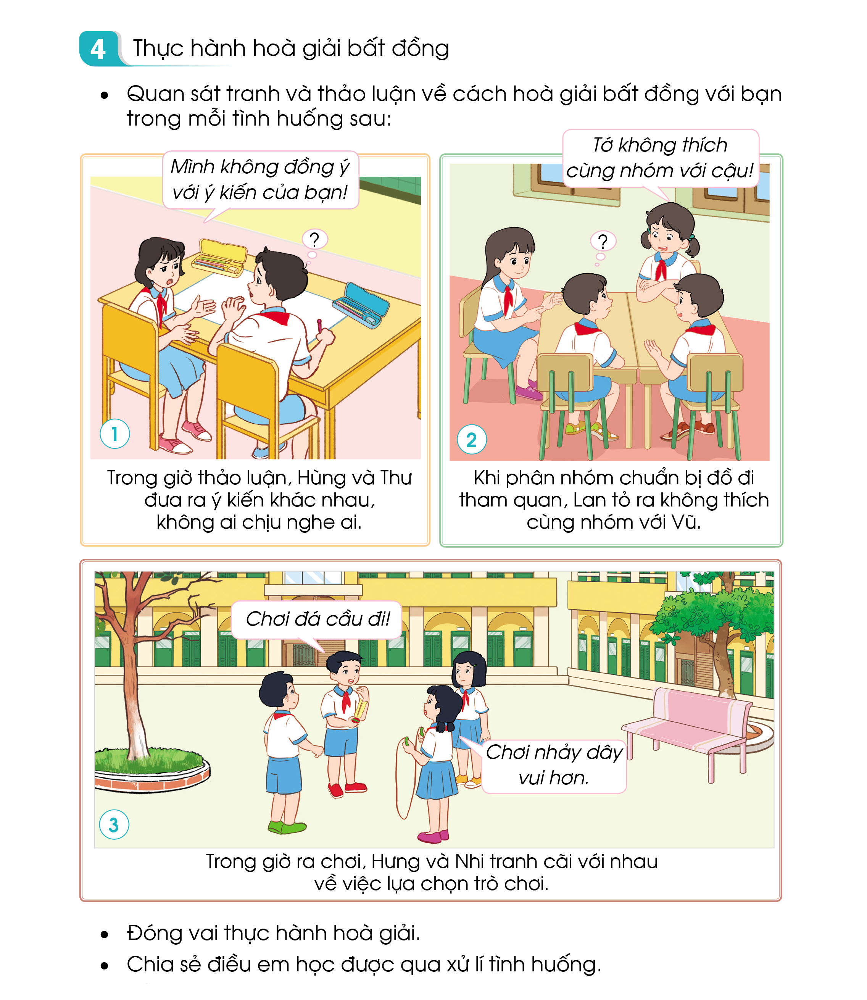 4 Thực hành hoà giải bất đồng
• Quan sát tranh và thảo luận về cách hoà giải bất đồng với bạn
trong mỗi tình huống sau:
Mình không đồng ý
với ý kiến của bạn!
?
1
Trong giờ thảo luận, Hùng và Thư
đưa ra ý kiến khác nhau,
không ai chịu nghe ai.
Tớ không thích
cùng nhóm với cậu!
?
2
Khi phân nhóm chuẩn bị đồ đi
tham quan, Lan tỏ ra không thích
cùng nhóm với Vũ.
Chơi đá cầu đi!
Chơi nhảy dây
vui hơn.
3
Trong giờ ra chơi, Hưng và Nhi tranh cãi với nhau
về việc lựa chọn trò chơi.
• Đóng vai thực hành hoà giải.
• Chia sẻ điều em học được qua xử lí tình huống.